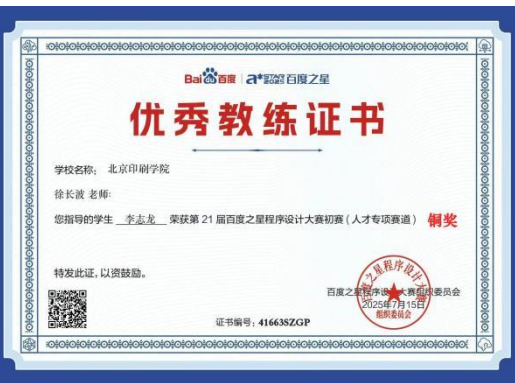 Bai百度 百度之星
优秀教练证书
学校名称: 北京印刷学院
徐长波 老师:
您指导的学生 李志龙 荣获第 21 届百度之星程序设计大赛初赛（人才专项赛道） 铜奖
特发此证,以资鼓励。
百度之星程序设计大赛组织委员会
2025年7月15日
组织委员会
证书编号: 41663SZGP